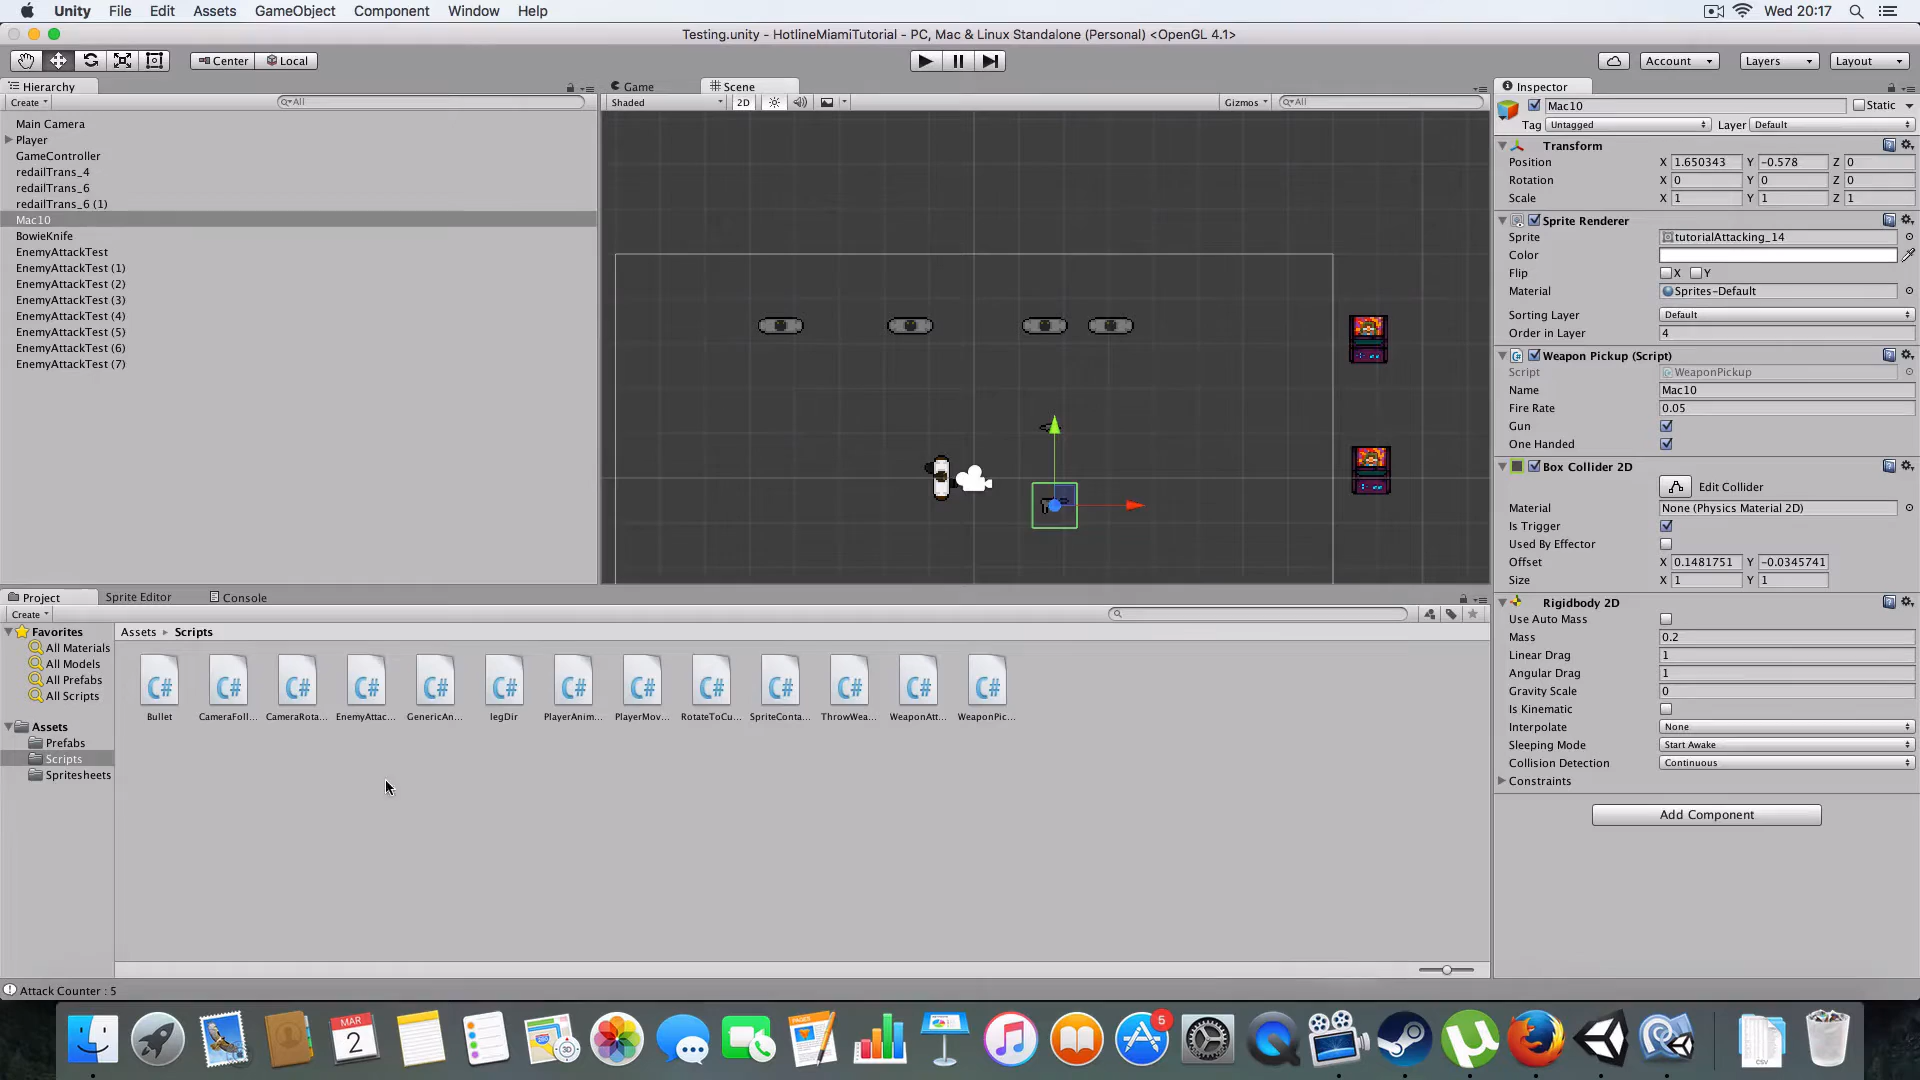 Unity File Edit Assets GameObject Component Window Help Wed 20:17
Testing.unity - HotlineMiamiTutorial - PC, Mac & Linux Standalone (Personal) <OpenGL 4.1>
Center Local Account Layers Layout
Hierarchy
Create All
Main Camera
Player
GameController
redailTrans_4
redailTrans_6
redailTrans_6 (1)
Mac10
BowieKnife
EnemyAttackTest
EnemyAttackTest (1)
EnemyAttackTest (2)
EnemyAttackTest (3)
EnemyAttackTest (4)
EnemyAttackTest (5)
EnemyAttackTest (6)
EnemyAttackTest (7)
Game Scene
Shaded 2D Gizmos All
Inspector
Mac10 Static
Tag Untagged Layer Default
Transform
Position X 1.650343 Y -0.578 Z 0
Rotation X 0 Y 0 Z 0
Scale X 1 Y 1 Z 1
Sprite Renderer
Sprite tutorialAttacking_14
Color
Flip X Y
Material Sprites-Default
Sorting Layer Default
Order in Layer 4
Weapon Pickup (Script)
Script WeaponPickup
Name Mac10
Fire Rate 0.05
Gun
One Handed
Box Collider 2D
Edit Collider
Material None (Physics Material 2D)
Is Trigger
Used By Effector
Offset X 0.1481751 Y -0.0345741
Size X 1 Y 1
Rigidbody 2D
Use Auto Mass
Mass 0.2
Linear Drag 1
Angular Drag 1
Gravity Scale 0
Is Kinematic
Interpolate None
Sleeping Mode Start Awake
Collision Detection Continuous
Constraints
Add Component
Project Sprite Editor Console
Create
Favorites
All Materials
All Models
All Prefabs
All Scripts
Assets
Prefabs
Scripts
Spritesheets
Assets Scripts
C# C# C# C# C# C# C# C# C# C# C# C# C#
Bullet CameraFoll... CameraRota... EnemyAttac... GenericAn... legDir PlayerAnim... PlayerMov... RotateToCu... SpriteConta... ThrowWea... WeaponAtt... WeaponPic...
Attack Counter : 5
MAR
2
5
CSV